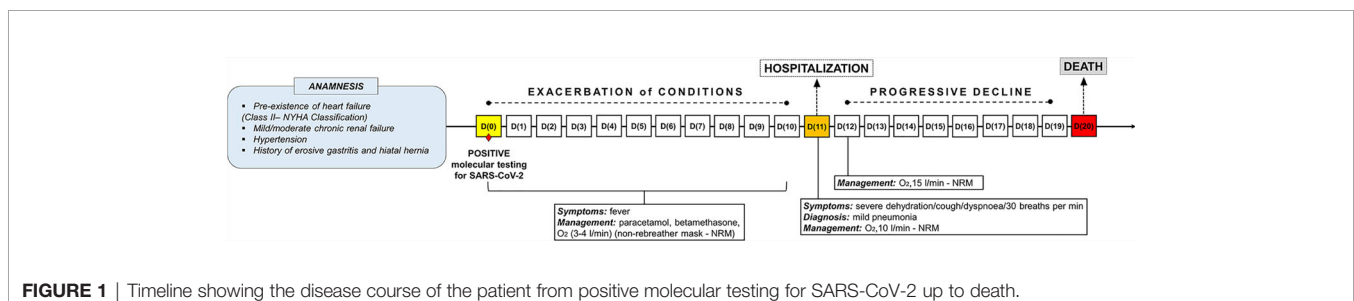 ANAMNESIS
• Pre-existence of heart failure
(Class II– NYHA Classification)
• Mild/moderate chronic renal failure
• Hypertension
• History of erosive gastritis and hiatal hernia
EXACERBATION of CONDITIONS
HOSPITALIZATION
PROGRESSIVE DECLINE
DEATH
D(0) D(1) D(2) D(3) D(4) D(5) D(6) D(7) D(8) D(9) D(10) D(11) D(12) D(13) D(14) D(15) D(16) D(17) D(18) D(19) D(20)
POSITIVE
molecular testing
for SARS-CoV-2
Symptoms: fever
Management: paracetamol, betamethasone,
O₂ (3-4 l/min) (non-rebreather mask - NRM)
Management: O₂,15 l/min - NRM
Symptoms: severe dehydration/cough/dyspnoea/30 breaths per min
Diagnosis: mild pneumonia
Management: O₂,10 l/min - NRM
FIGURE 1 | Timeline showing the disease course of the patient from positive molecular testing for SARS-CoV-2 up to death.